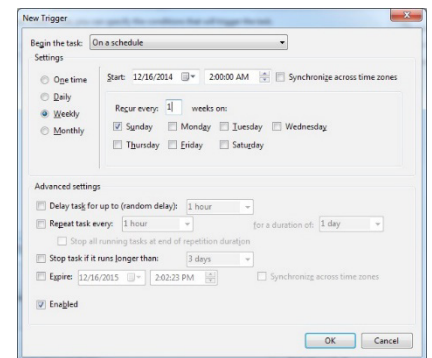 New Trigger
Begin the task: On a schedule
Settings
One time
Daily
Weekly
Monthly
Start: 12/16/2014 2:00:00 AM Synchronize across time zones
Recur every: 1 weeks on:
Sunday Monday Tuesday Wednesday
Thursday Friday Saturday
Advanced settings
Delay task for up to (random delay): 1 hour
Repeat task every: 1 hour for a duration of: 1 day
Stop all running tasks at end of repetition duration
Stop task if it runs longer than: 3 days
Expire: 12/16/2015 2:02:23 PM Synchronize across time zones
Enabled
OK Cancel